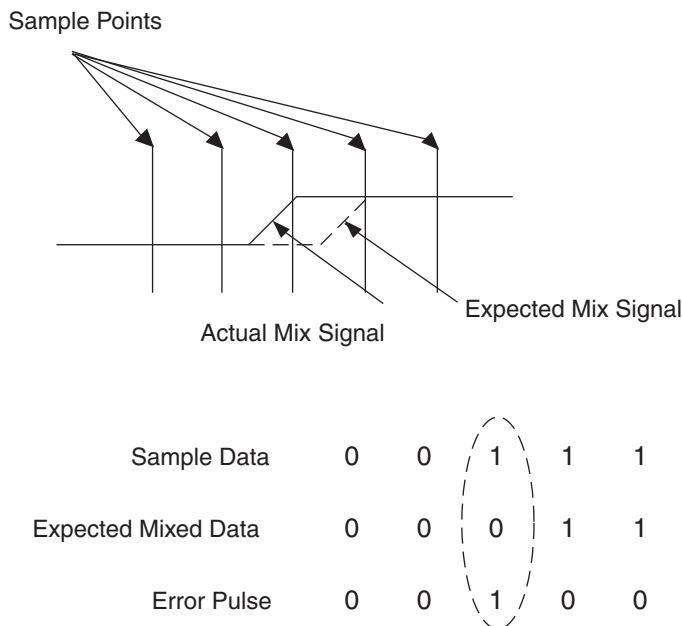 Sample Points
Expected Mix Signal
Actual Mix Signal
Sample Data 0 0 1 1 1
Expected Mixed Data 0 0 0 1 1
Error Pulse 0 0 1 0 0